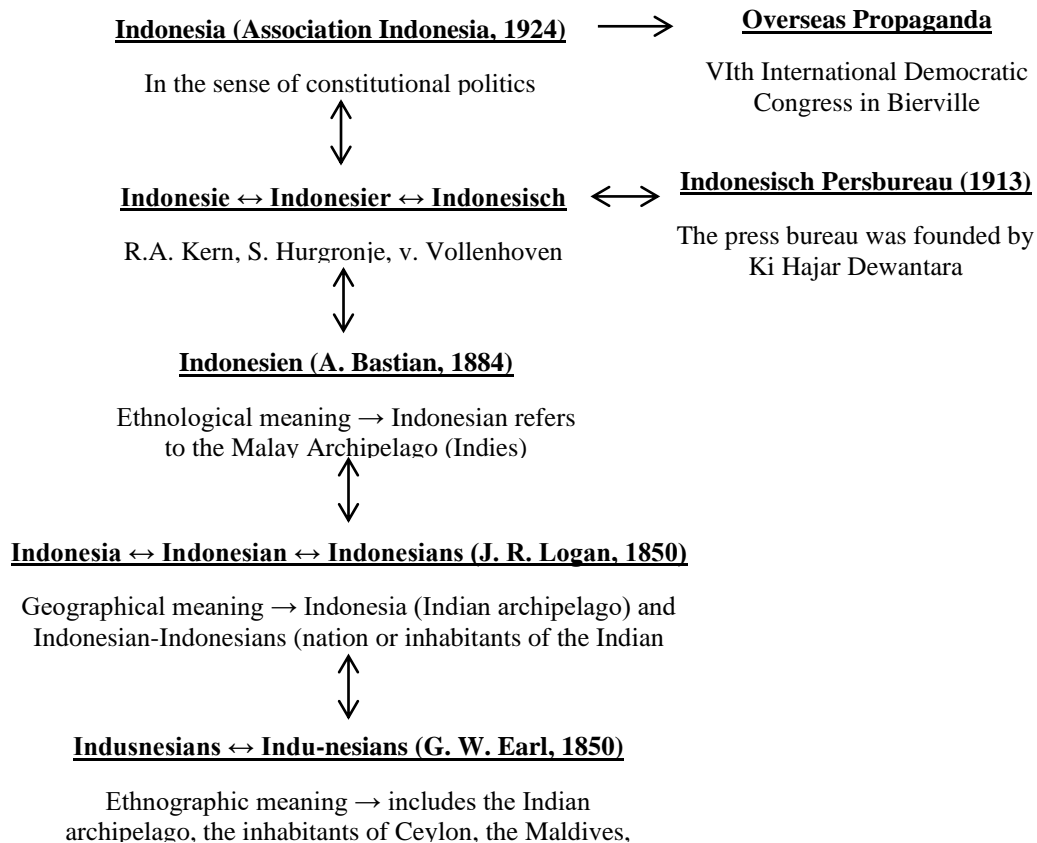 Indonesia (Association Indonesia, 1924)
Overseas Propaganda
In the sense of constitutional politics
VIth International Democratic
Congress in Bierville
Indonesie ↔ Indonesier ↔ Indonesisch
Indonesisch Persbureau (1913)
R.A. Kern, S. Hurgronje, v. Vollenhoven
The press bureau was founded by
Ki Hajar Dewantara
Indonesien (A. Bastian, 1884)
Ethnological meaning → Indonesian refers
to the Malay Archipelago (Indies)
Indonesia ↔ Indonesian ↔ Indonesians (J. R. Logan, 1850)
Geographical meaning → Indonesia (Indian archipelago) and
Indonesian-Indonesians (nation or inhabitants of the Indian
Indusnesians ↔ Indu-nesians (G. W. Earl, 1850)
Ethnographic meaning → includes the Indian
archipelago, the inhabitants of Ceylon, the Maldives,